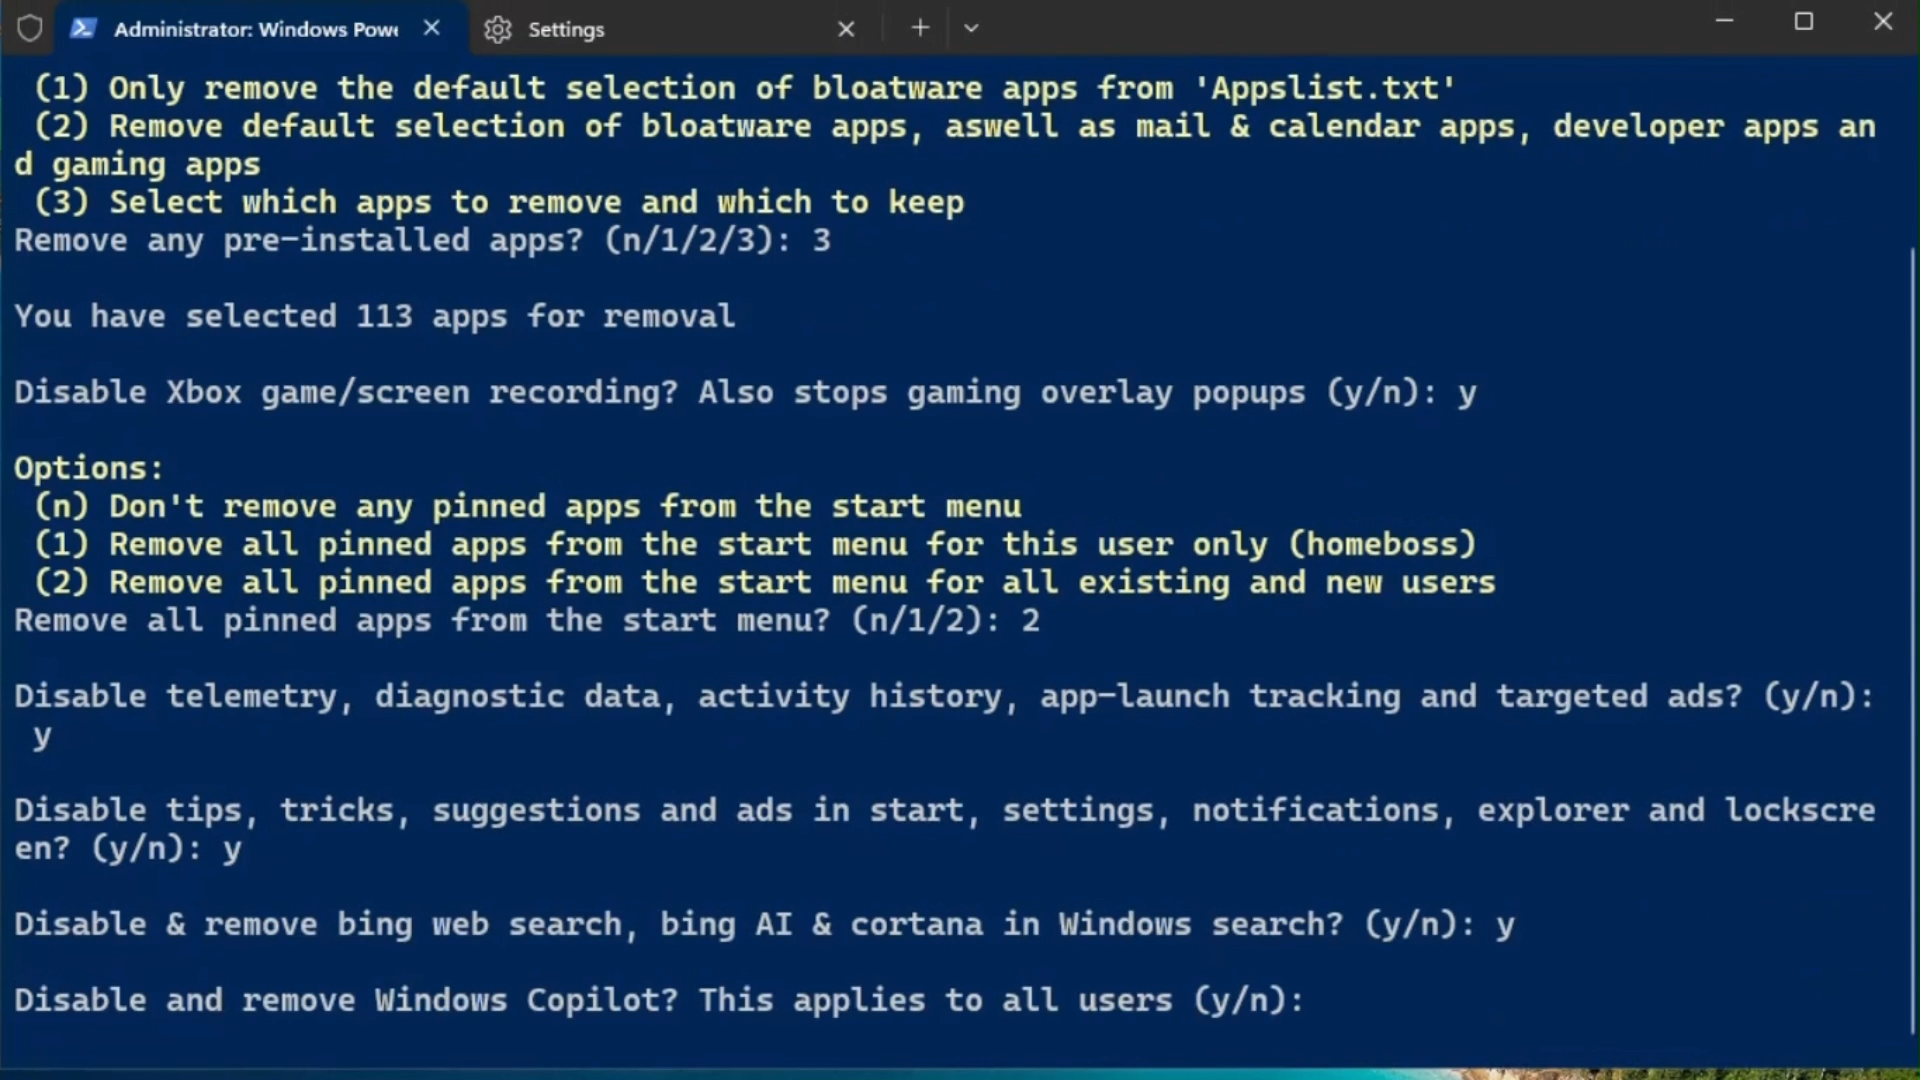 Administrator: Windows Powe
Settings
(1) Only remove the default selection of bloatware apps from 'Appslist.txt'
(2) Remove default selection of bloatware apps, aswell as mail & calendar apps, developer apps an
d gaming apps
(3) Select which apps to remove and which to keep
Remove any pre-installed apps? (n/1/2/3): 3
You have selected 113 apps for removal
Disable Xbox game/screen recording? Also stops gaming overlay popups (y/n): y
Options:
(n) Don't remove any pinned apps from the start menu
(1) Remove all pinned apps from the start menu for this user only (homeboss)
(2) Remove all pinned apps from the start menu for all existing and new users
Remove all pinned apps from the start menu? (n/1/2): 2
Disable telemetry, diagnostic data, activity history, app-launch tracking and targeted ads? (y/n):
y
Disable tips, tricks, suggestions and ads in start, settings, notifications, explorer and lockscre
en? (y/n): y
Disable & remove bing web search, bing AI & cortana in Windows search? (y/n): y
Disable and remove Windows Copilot? This applies to all users (y/n):